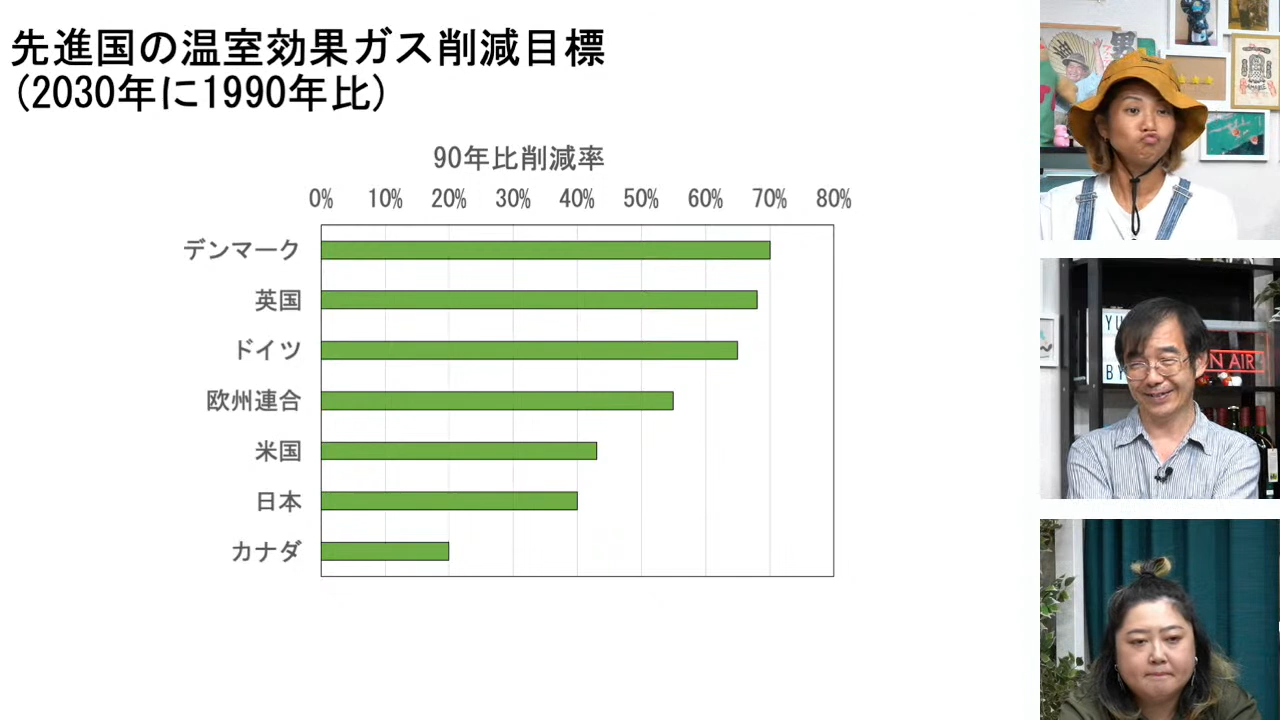 先進国の温室効果ガス削減目標
(2030年に1990年比)
90年比削減率
0% 10% 20% 30% 40% 50% 60% 70% 80%
デンマーク
英国
ドイツ
欧州連合
米国
日本
カナダ
YU
BY
N AIR